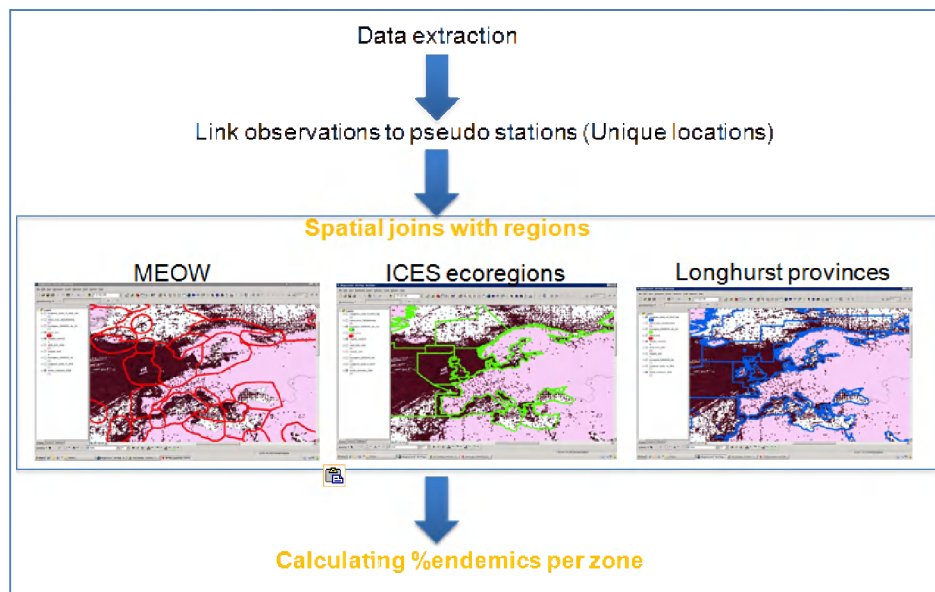 Data extraction
Link observations to pseudo stations (Unique locations)
Spatial joins with regions
MEOW
ICES ecoregions
Longhurst provinces
Calculating %endemics per zone